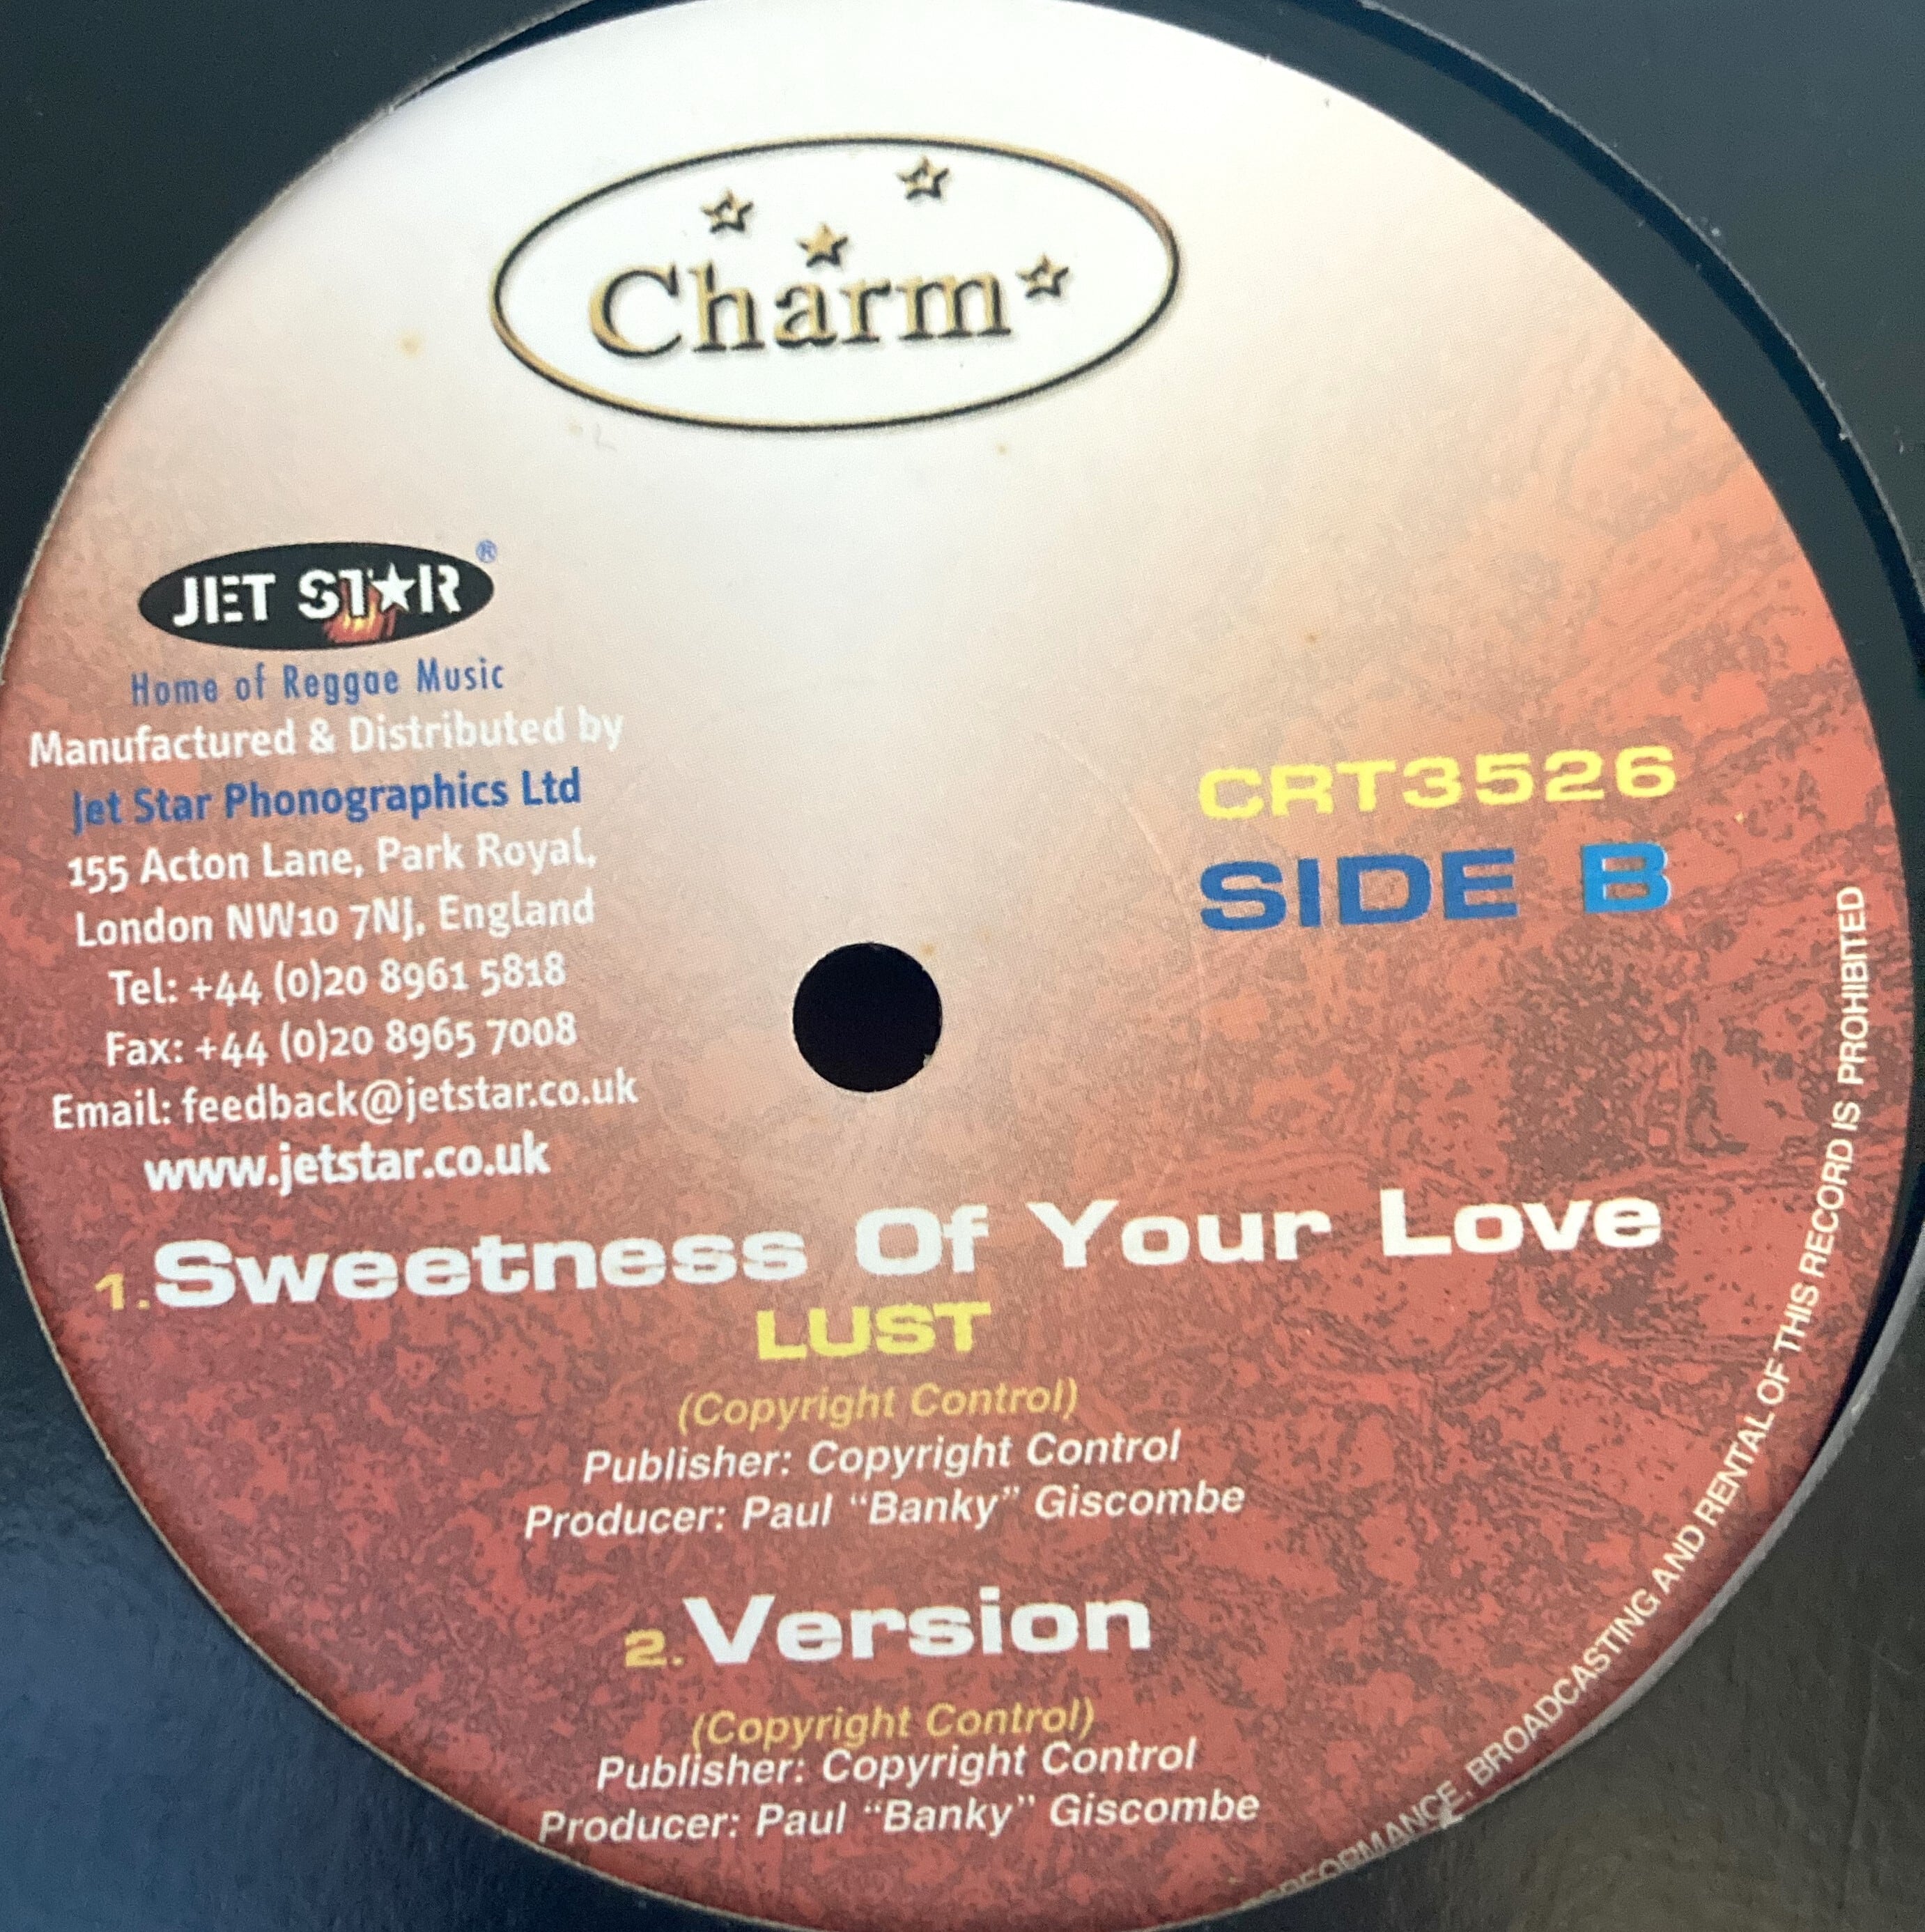 Charm
JET STAR®
Home of Reggae Music
Manufactured & Distributed by
Jet Star Phonographics Ltd
155 Acton Lane, Park Royal,
London NW10 7NJ, England
Tel: +44 (0)20 8961 5818
Fax: +44 (0)20 8965 7008
Email: feedback@jetstar.co.uk
www.jetstar.co.uk
CRT3526
SIDE B
1.Sweetness Of Your Love
LUST
(Copyright Control)
Publisher: Copyright Control
Producer: Paul “Banky” Giscombe
2.Version
(Copyright Control)
Publisher: Copyright Control
Producer: Paul “Banky” Giscombe
PERFORMANCE, BROADCASTING AND RENTAL OF THIS RECORD IS PROHIBITED